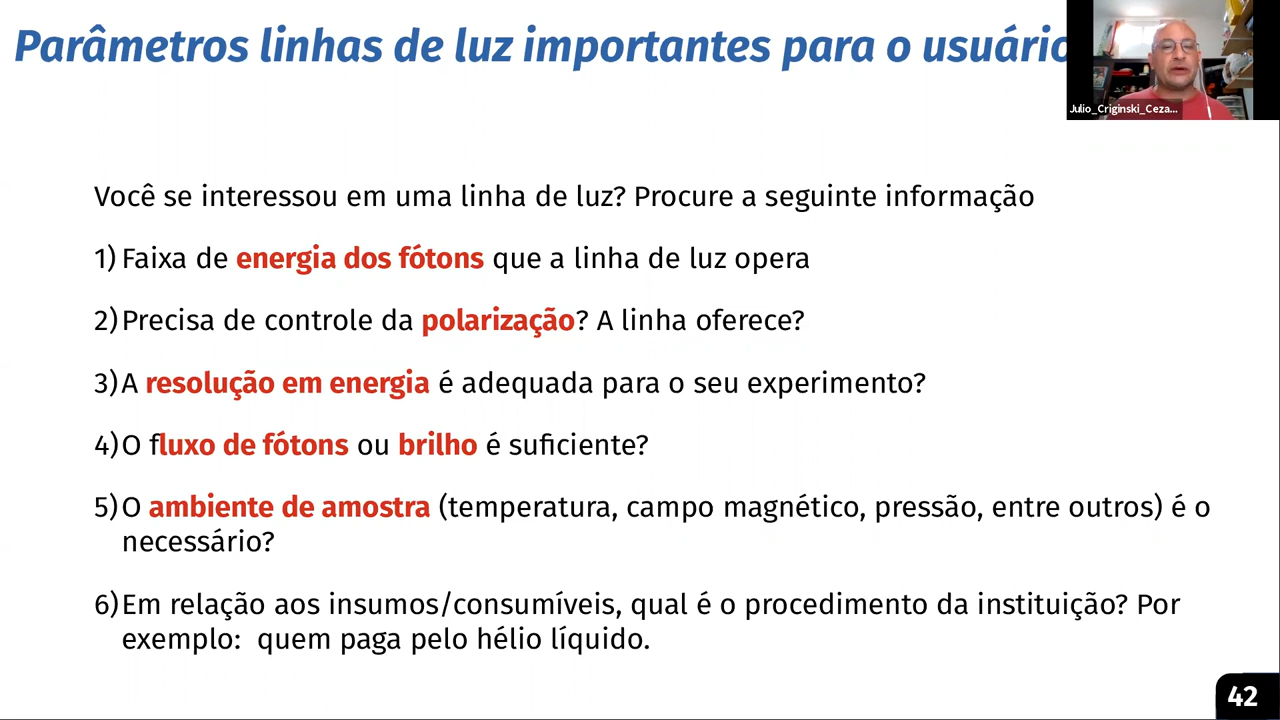 Parâmetros linhas de luz importantes para o usuário
Julio_Criginski_Ceza...
Você se interessou em uma linha de luz? Procure a seguinte informação
1) Faixa de energia dos fótons que a linha de luz opera
2) Precisa de controle da polarização? A linha oferece?
3) A resolução em energia é adequada para o seu experimento?
4) O fluxo de fótons ou brilho é suficiente?
5) O ambiente de amostra (temperatura, campo magnético, pressão, entre outros) é o
necessário?
6) Em relação aos insumos/consumíveis, qual é o procedimento da instituição? Por
exemplo:  quem paga pelo hélio líquido.
42